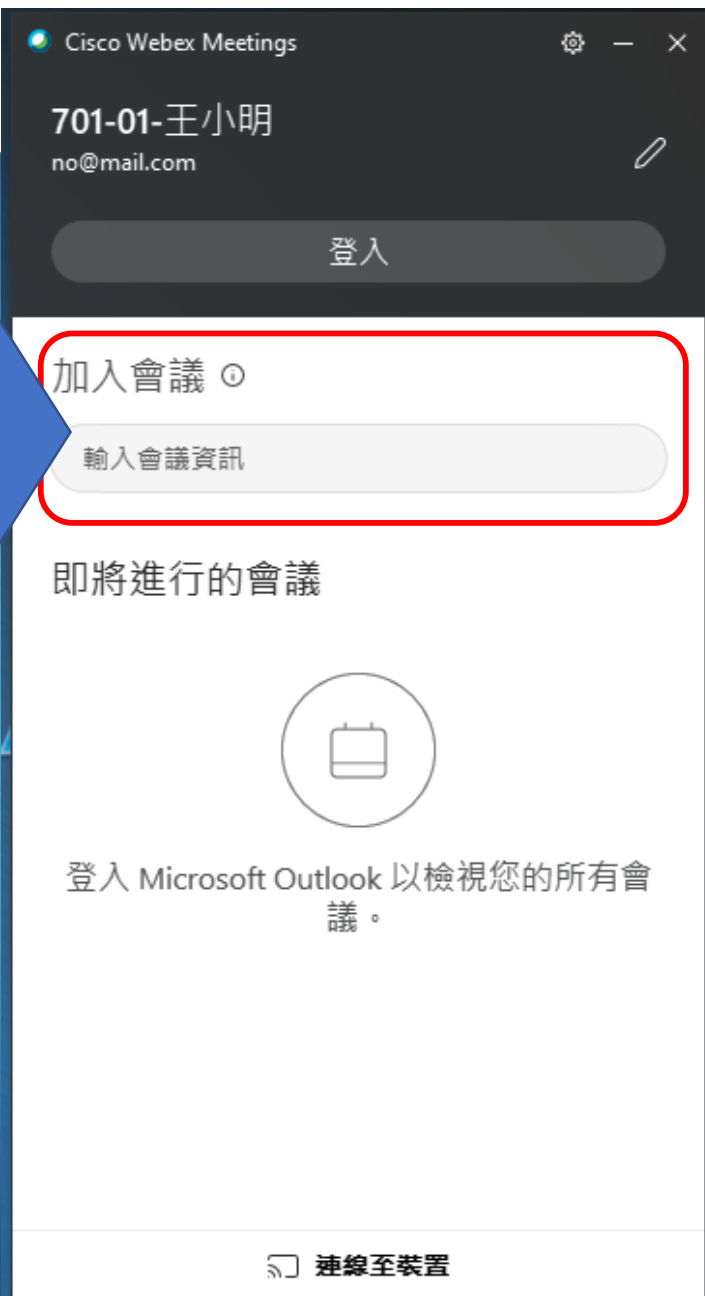 Cisco Webex Meetings
701-01-王小明
no@mail.com
登入
加入會議
輸入會議資訊
即將進行的會議
登入 Microsoft Outlook 以檢視您的所有會
議。
連線至裝置